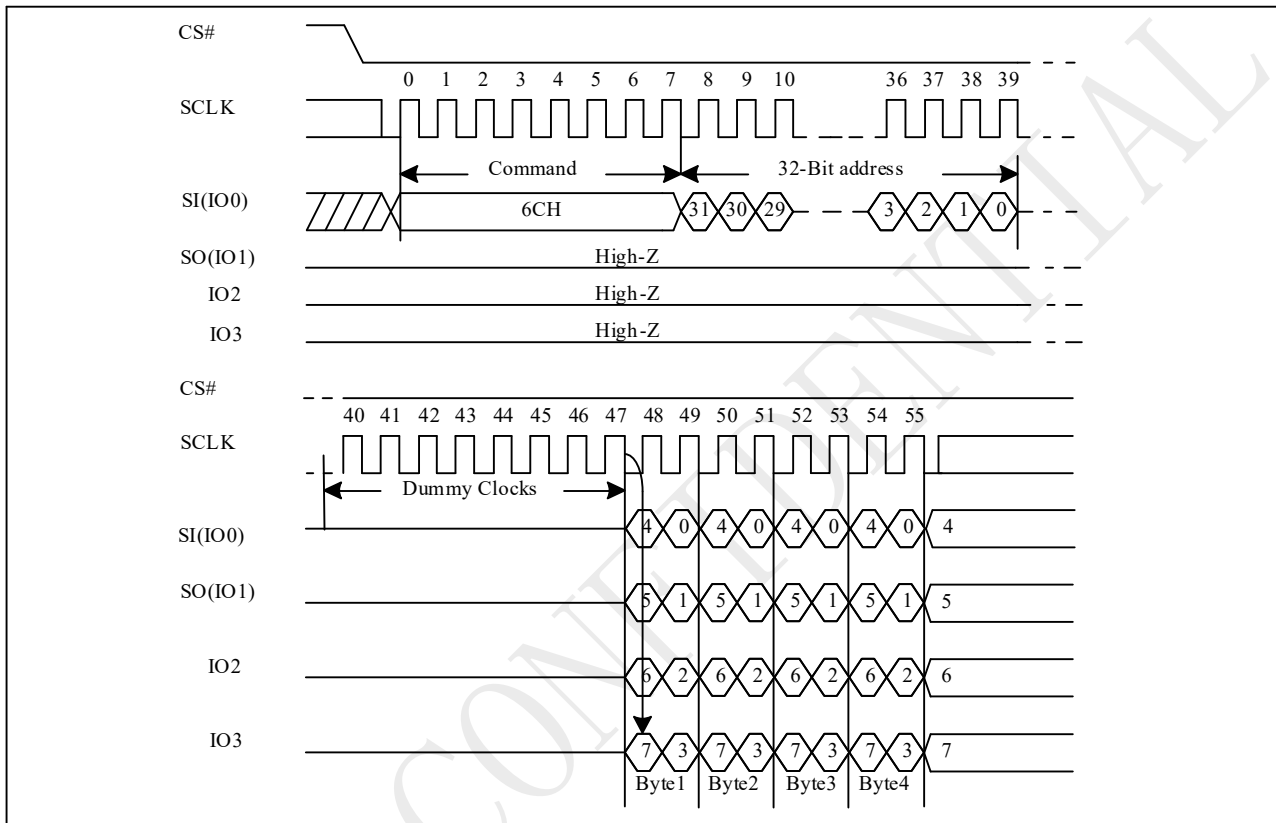 CS#
0 1 2 3 4 5 6 7 8 9 10 36 37 38 39
SCLK
Command 32-Bit address
SI(IO0) 6CH 31 30 29 3 2 1 0
SO(IO1) High-Z
IO2 High-Z
IO3 High-Z
CS#
40 41 42 43 44 45 46 47 48 49 50 51 52 53 54 55
SCLK
Dummy Clocks
SI(IO0) 4 0 4 0 4 0 4 0 4
SO(IO1) 5 1 5 1 5 1 5 1 5
IO2 6 2 6 2 6 2 6 2 6
IO3 7 3 7 3 7 3 7 3 7
Byte1 Byte2 Byte3 Byte4
CONFIDENTIAL